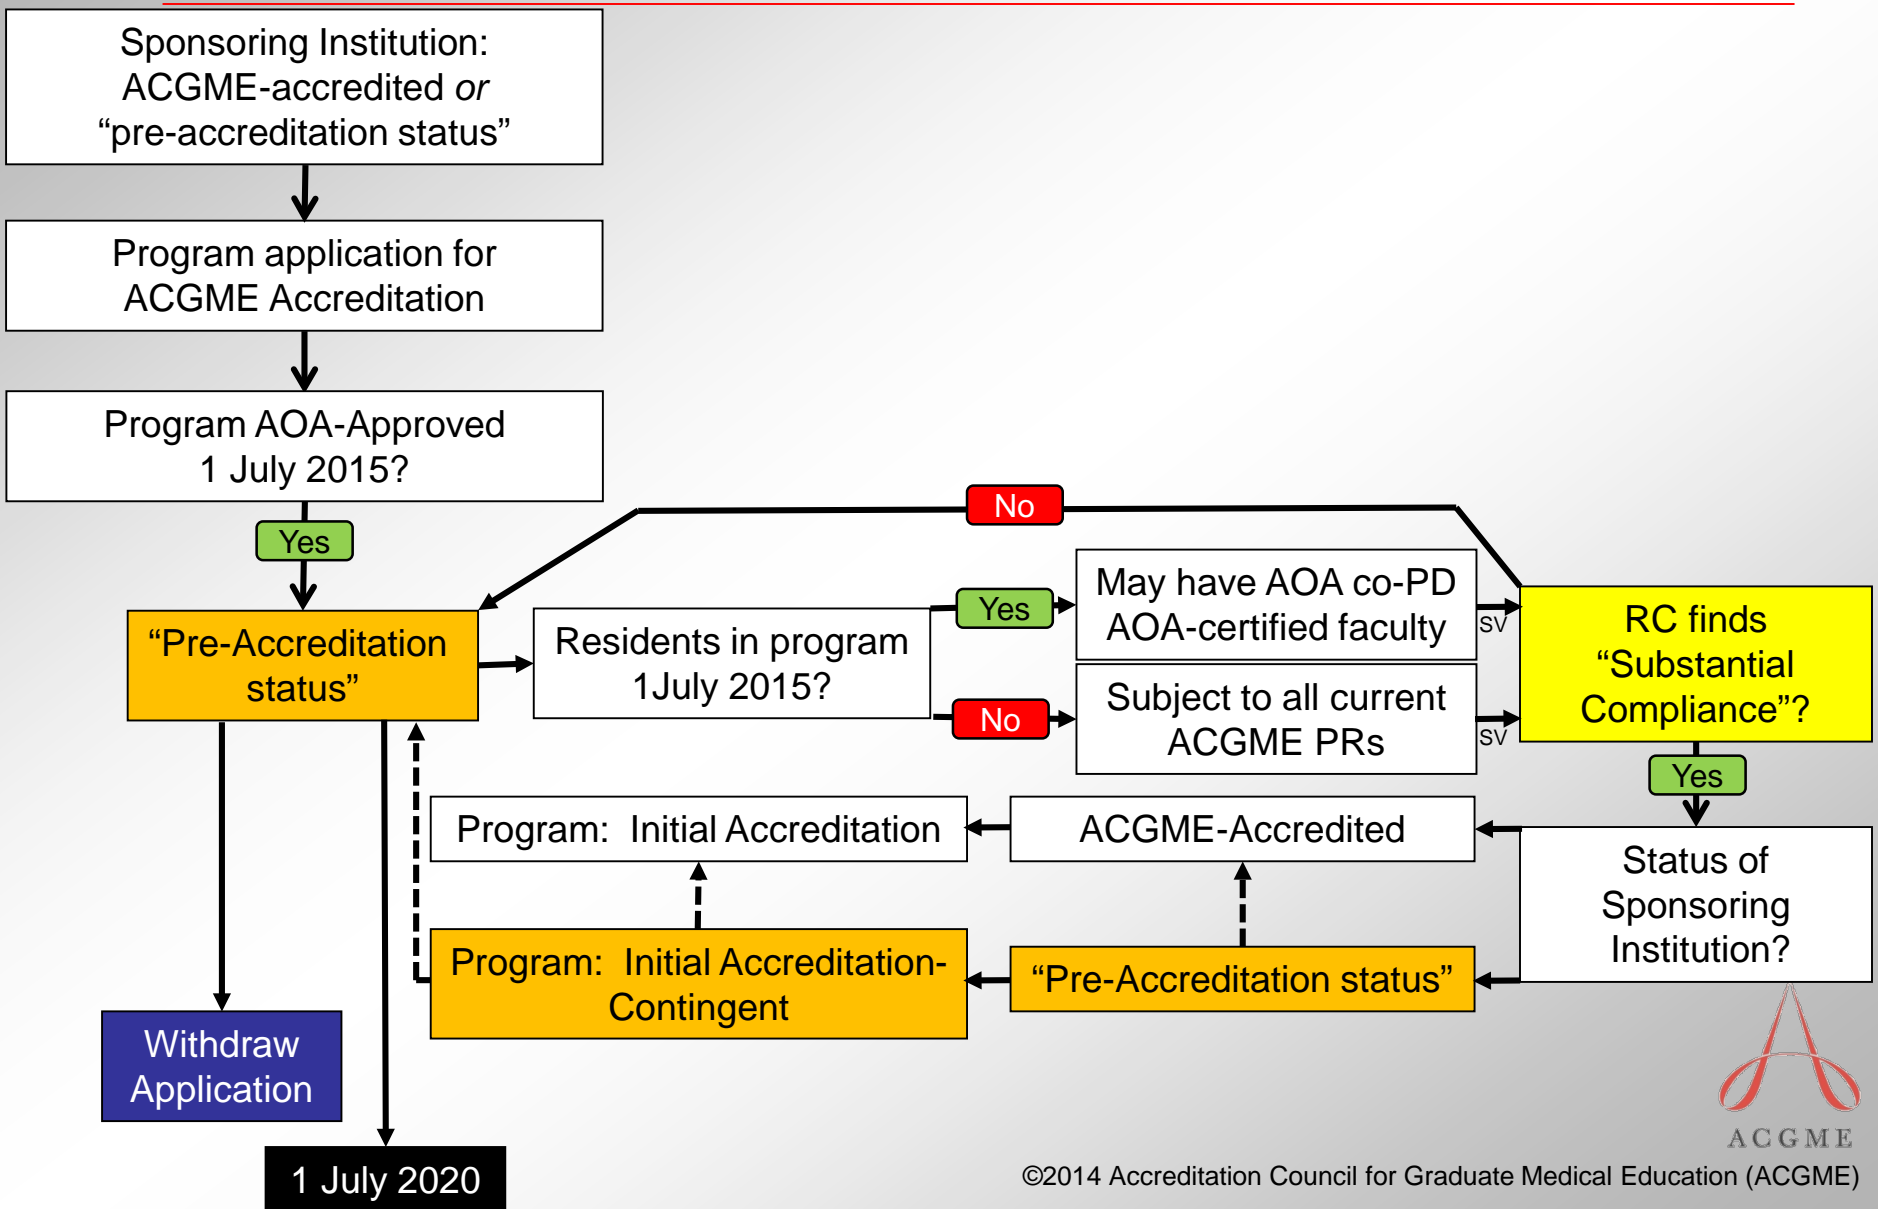 Sponsoring Institution:
ACGME-accredited or
“pre-accreditation status”
Program application for
ACGME Accreditation
Program AOA-Approved
1 July 2015?
Yes
“Pre-Accreditation
status”
Residents in program
1July 2015?
Yes
No
May have AOA co-PD
AOA-certified faculty
SV
Subject to all current
ACGME PRs
SV
No
RC finds
“Substantial
Compliance”?
Yes
Status of
Sponsoring
Institution?
ACGME-Accredited
Program:  Initial Accreditation
“Pre-Accreditation status”
Program:  Initial Accreditation-
Contingent
Withdraw
Application
1 July 2020
ACGME
©2014 Accreditation Council for Graduate Medical Education (ACGME)